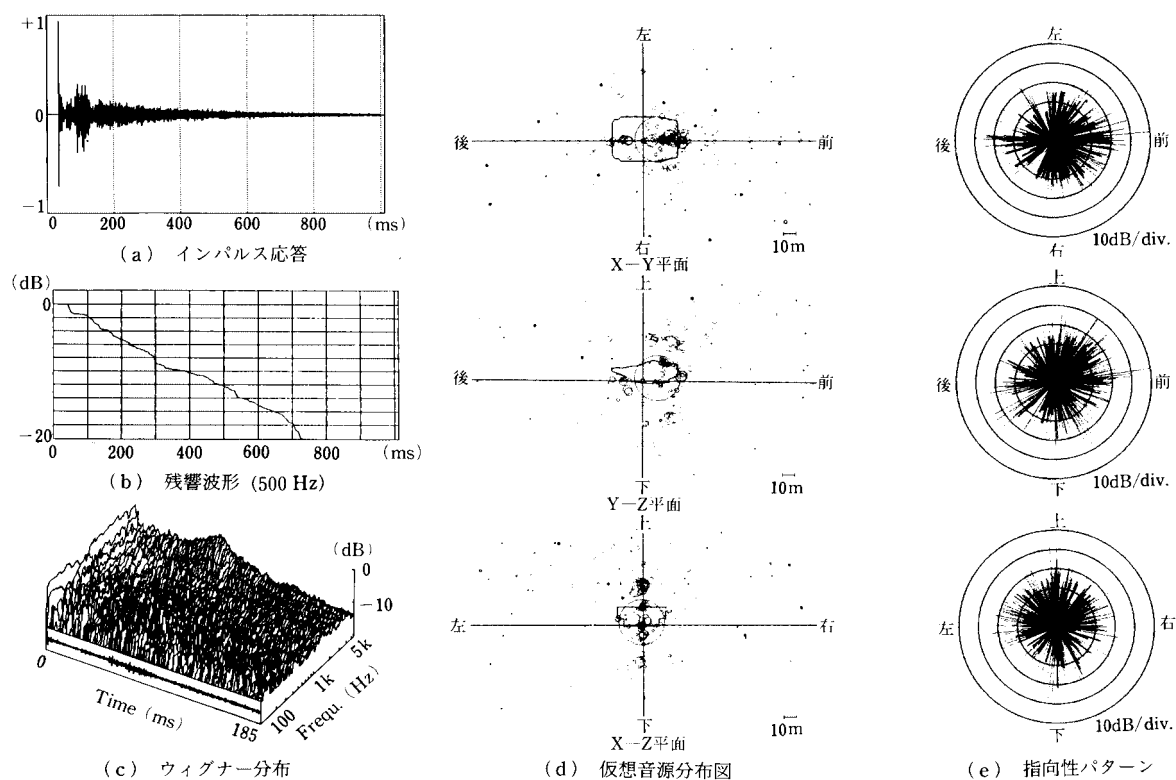 +1
0
−1
0 200 400 600 800 (ms)
(a) インパルス応答
(dB)
0
−20
0 200 400 600 800 (ms)
(b) 残響波形 (500 Hz)
(dB)
0
−10
0
Time (ms)
185
100
1k
5k
Frequ. (Hz)
(c) ウィグナー分布
左
後
前
右
10m
X−Y平面
上
後
前
下
10m
Y−Z平面
上
左
右
下
10m
X−Z平面
(d) 仮想音源分布図
左
後
前
右
10dB/div.
上
後
前
下
10dB/div.
上
左
右
下
10dB/div.
(e) 指向性パターン